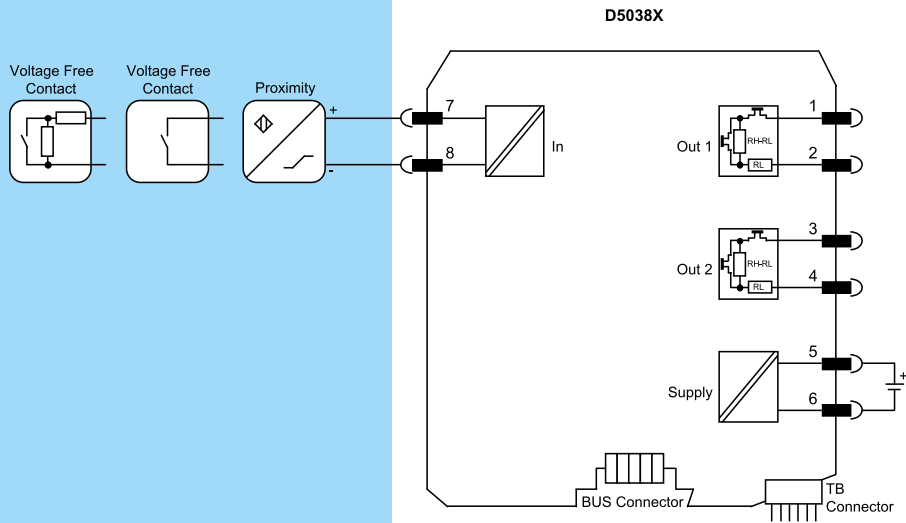 D5038X
Voltage Free
Contact
Voltage Free
Contact
Proximity
+
-
7
8
In
Out 1
RH-RL
RL
1
2
Out 2
RH-RL
RL
3
4
Supply
5
6
+
BUS Connector
TB
Connector